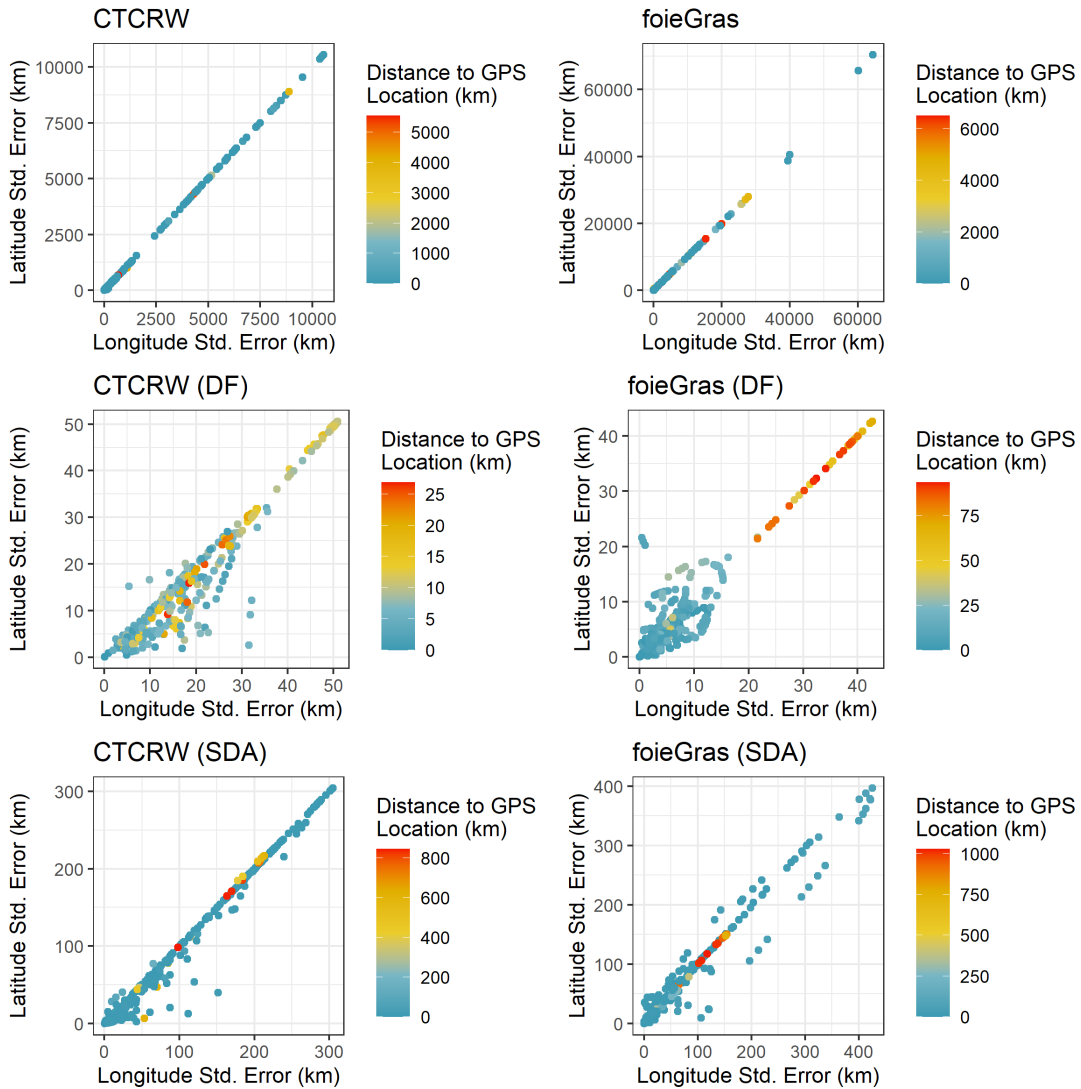 CTCRW
Latitude Std. Error (km)
10000
7500
5000
2500
0
0 2500 5000 7500 10000
Longitude Std. Error (km)
Distance to GPS
Location (km)
5000
4000
3000
2000
1000
0
foieGras
Latitude Std. Error (km)
60000
40000
20000
0
0 20000 40000 60000
Longitude Std. Error (km)
Distance to GPS
Location (km)
6000
4000
2000
0
CTCRW (DF)
Latitude Std. Error (km)
50
40
30
20
10
0
0 10 20 30 40 50
Longitude Std. Error (km)
Distance to GPS
Location (km)
25
20
15
10
5
0
foieGras (DF)
Latitude Std. Error (km)
40
30
20
10
0
0 20 30 40
Longitude Std. Error (km)
Distance to GPS
Location (km)
75
50
25
0
CTCRW (SDA)
Latitude Std. Error (km)
300
200
100
0
0 100 200 300
Longitude Std. Error (km)
Distance to GPS
Location (km)
800
600
400
200
0
foieGras (SDA)
Latitude Std. Error (km)
400
300
200
100
0
0 100 200 300 400
Longitude Std. Error (km)
Distance to GPS
Location (km)
1000
750
500
250
0